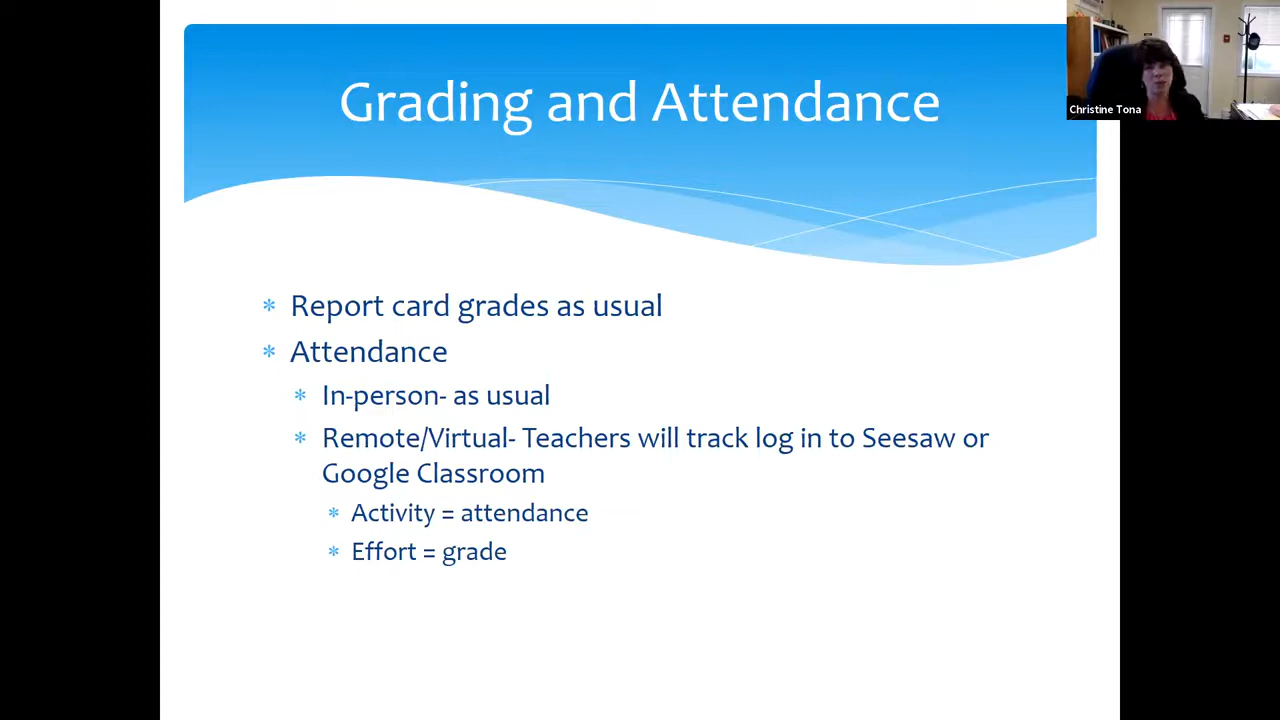 Grading and Attendance
Christine Tona
* Report card grades as usual
* Attendance
* In-person- as usual
* Remote/Virtual- Teachers will track log in to Seesaw or
Google Classroom
* Activity = attendance
* Effort = grade